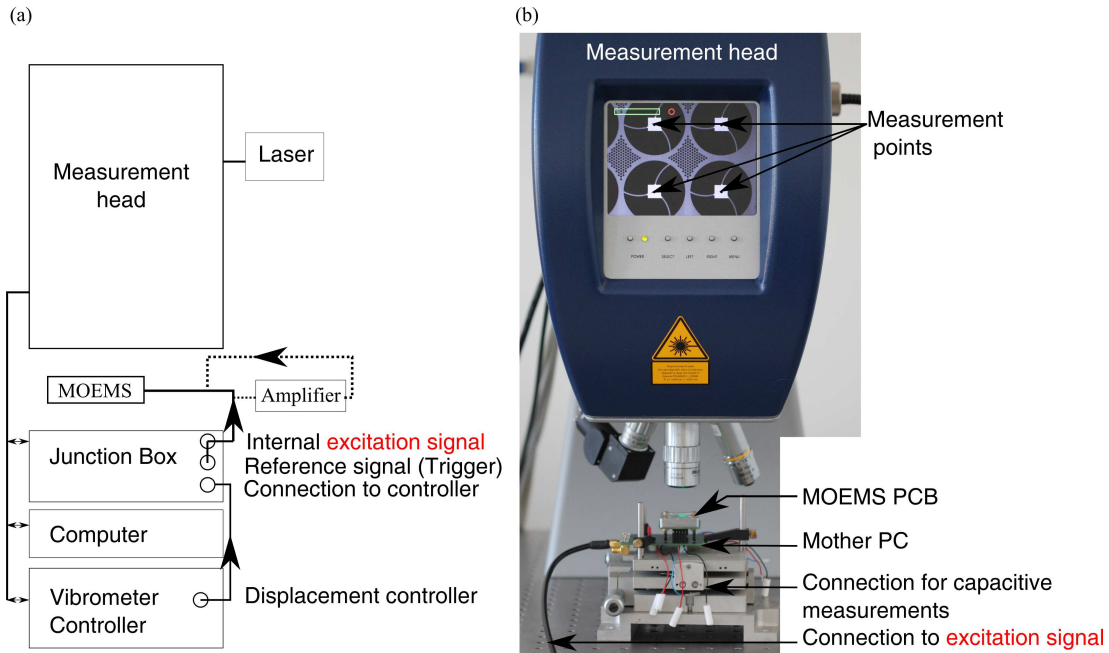 (a)
Measurement
head
Laser
MOEMS
Amplifier
Junction Box
Internal excitation signal
Reference signal (Trigger)
Connection to controller
Computer
Vibrometer
Controller
Displacement controller
(b)
Measurement head
Measurement
points
POWER SELECT LEFT RIGHT MENU
MOEMS PCB
Mother PC
Connection for capacitive
measurements
Connection to excitation signal